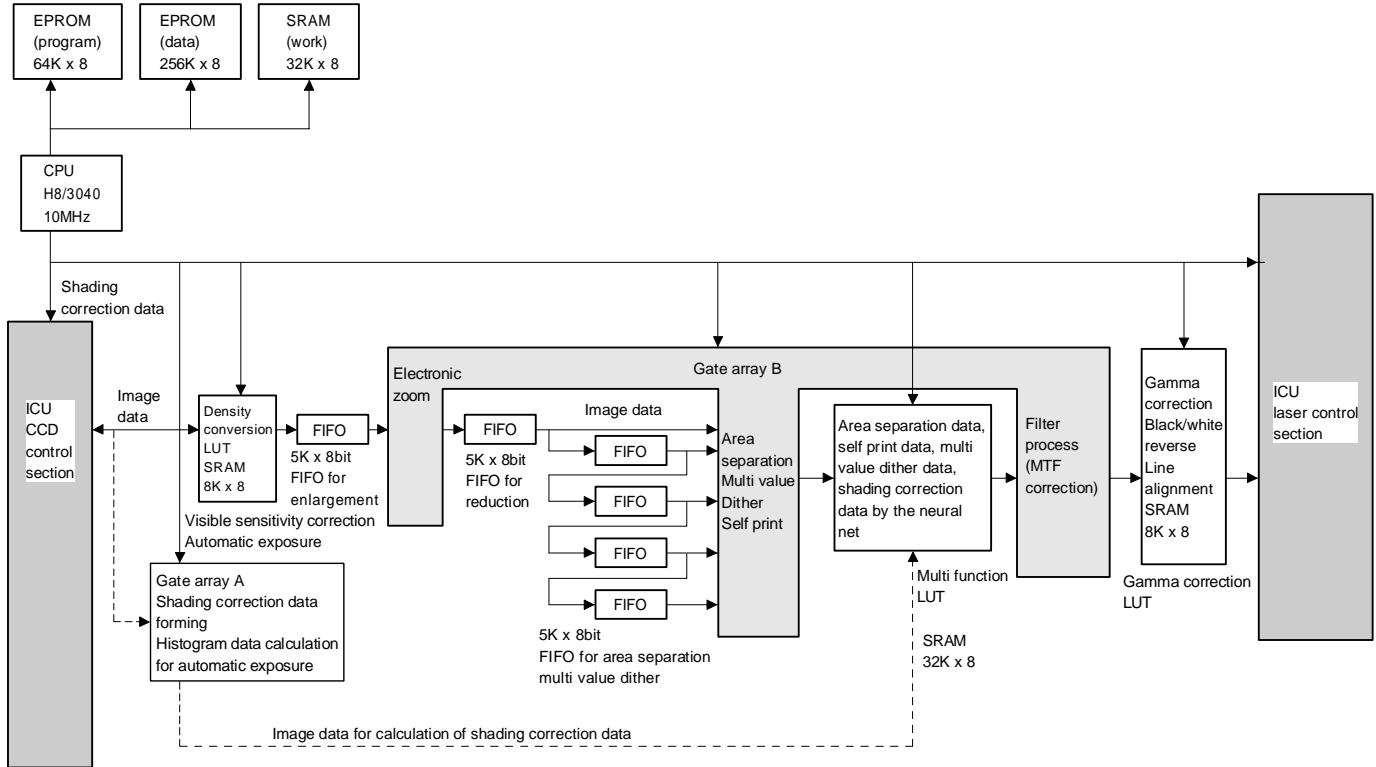 EPROM
(program)
64K x 8
EPROM
(data)
256K x 8
SRAM
(work)
32K x 8
CPU
H8/3040
10MHz
Shading
correction data
ICU
CCD
control
section
Image
data
Density
conversion
LUT
SRAM
8K x 8
FIFO
5K x 8bit
FIFO for
enlargement
Visible sensitivity correction
Automatic exposure
Gate array A
Shading correction data
forming
Histogram data calculation
for automatic exposure
Gate array B
Electronic
zoom
FIFO
5K x 8bit
FIFO for
reduction
Image data
FIFO
FIFO
FIFO
FIFO
5K x 8bit
FIFO for area separation
multi value dither
Area
separation
Multi value
Dither
Self print
Area separation data,
self print data, multi
value dither data,
shading correction
data by the neural
net
Multi function
LUT
SRAM
32K x 8
Filter
process
(MTF
correction)
Gamma
correction
Black/white
reverse
Line
alignment
SRAM
8K x 8
Gamma correction
LUT
ICU
laser control
section
Image data for calculation of shading correction data